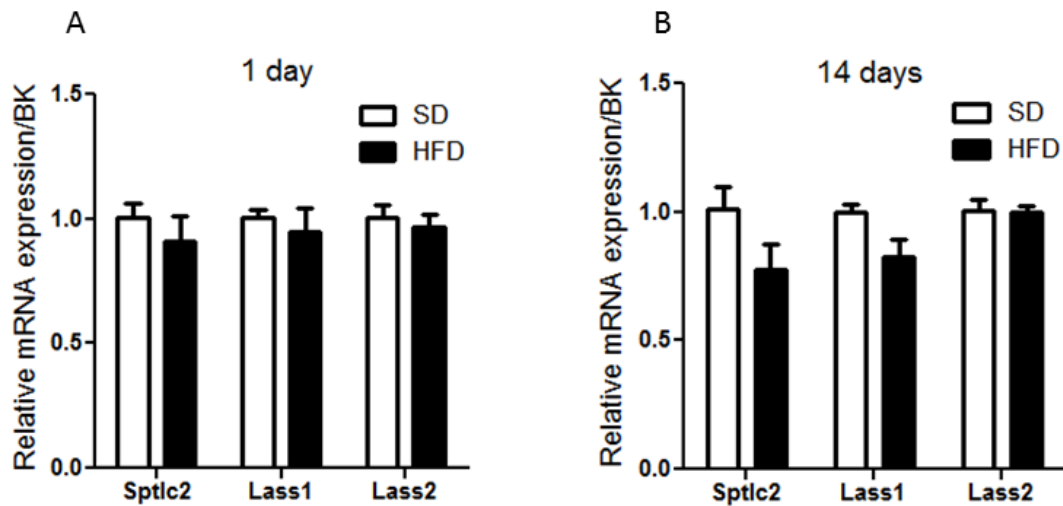 A
1 day
Relative mRNA expression/BK
1.5
1.0
0.5
0.0
SD
HFD
Sptlc2 Lass1 Lass2
B
14 days
Relative mRNA expression/BK
1.5
1.0
0.5
0.0
SD
HFD
Sptlc2 Lass1 Lass2